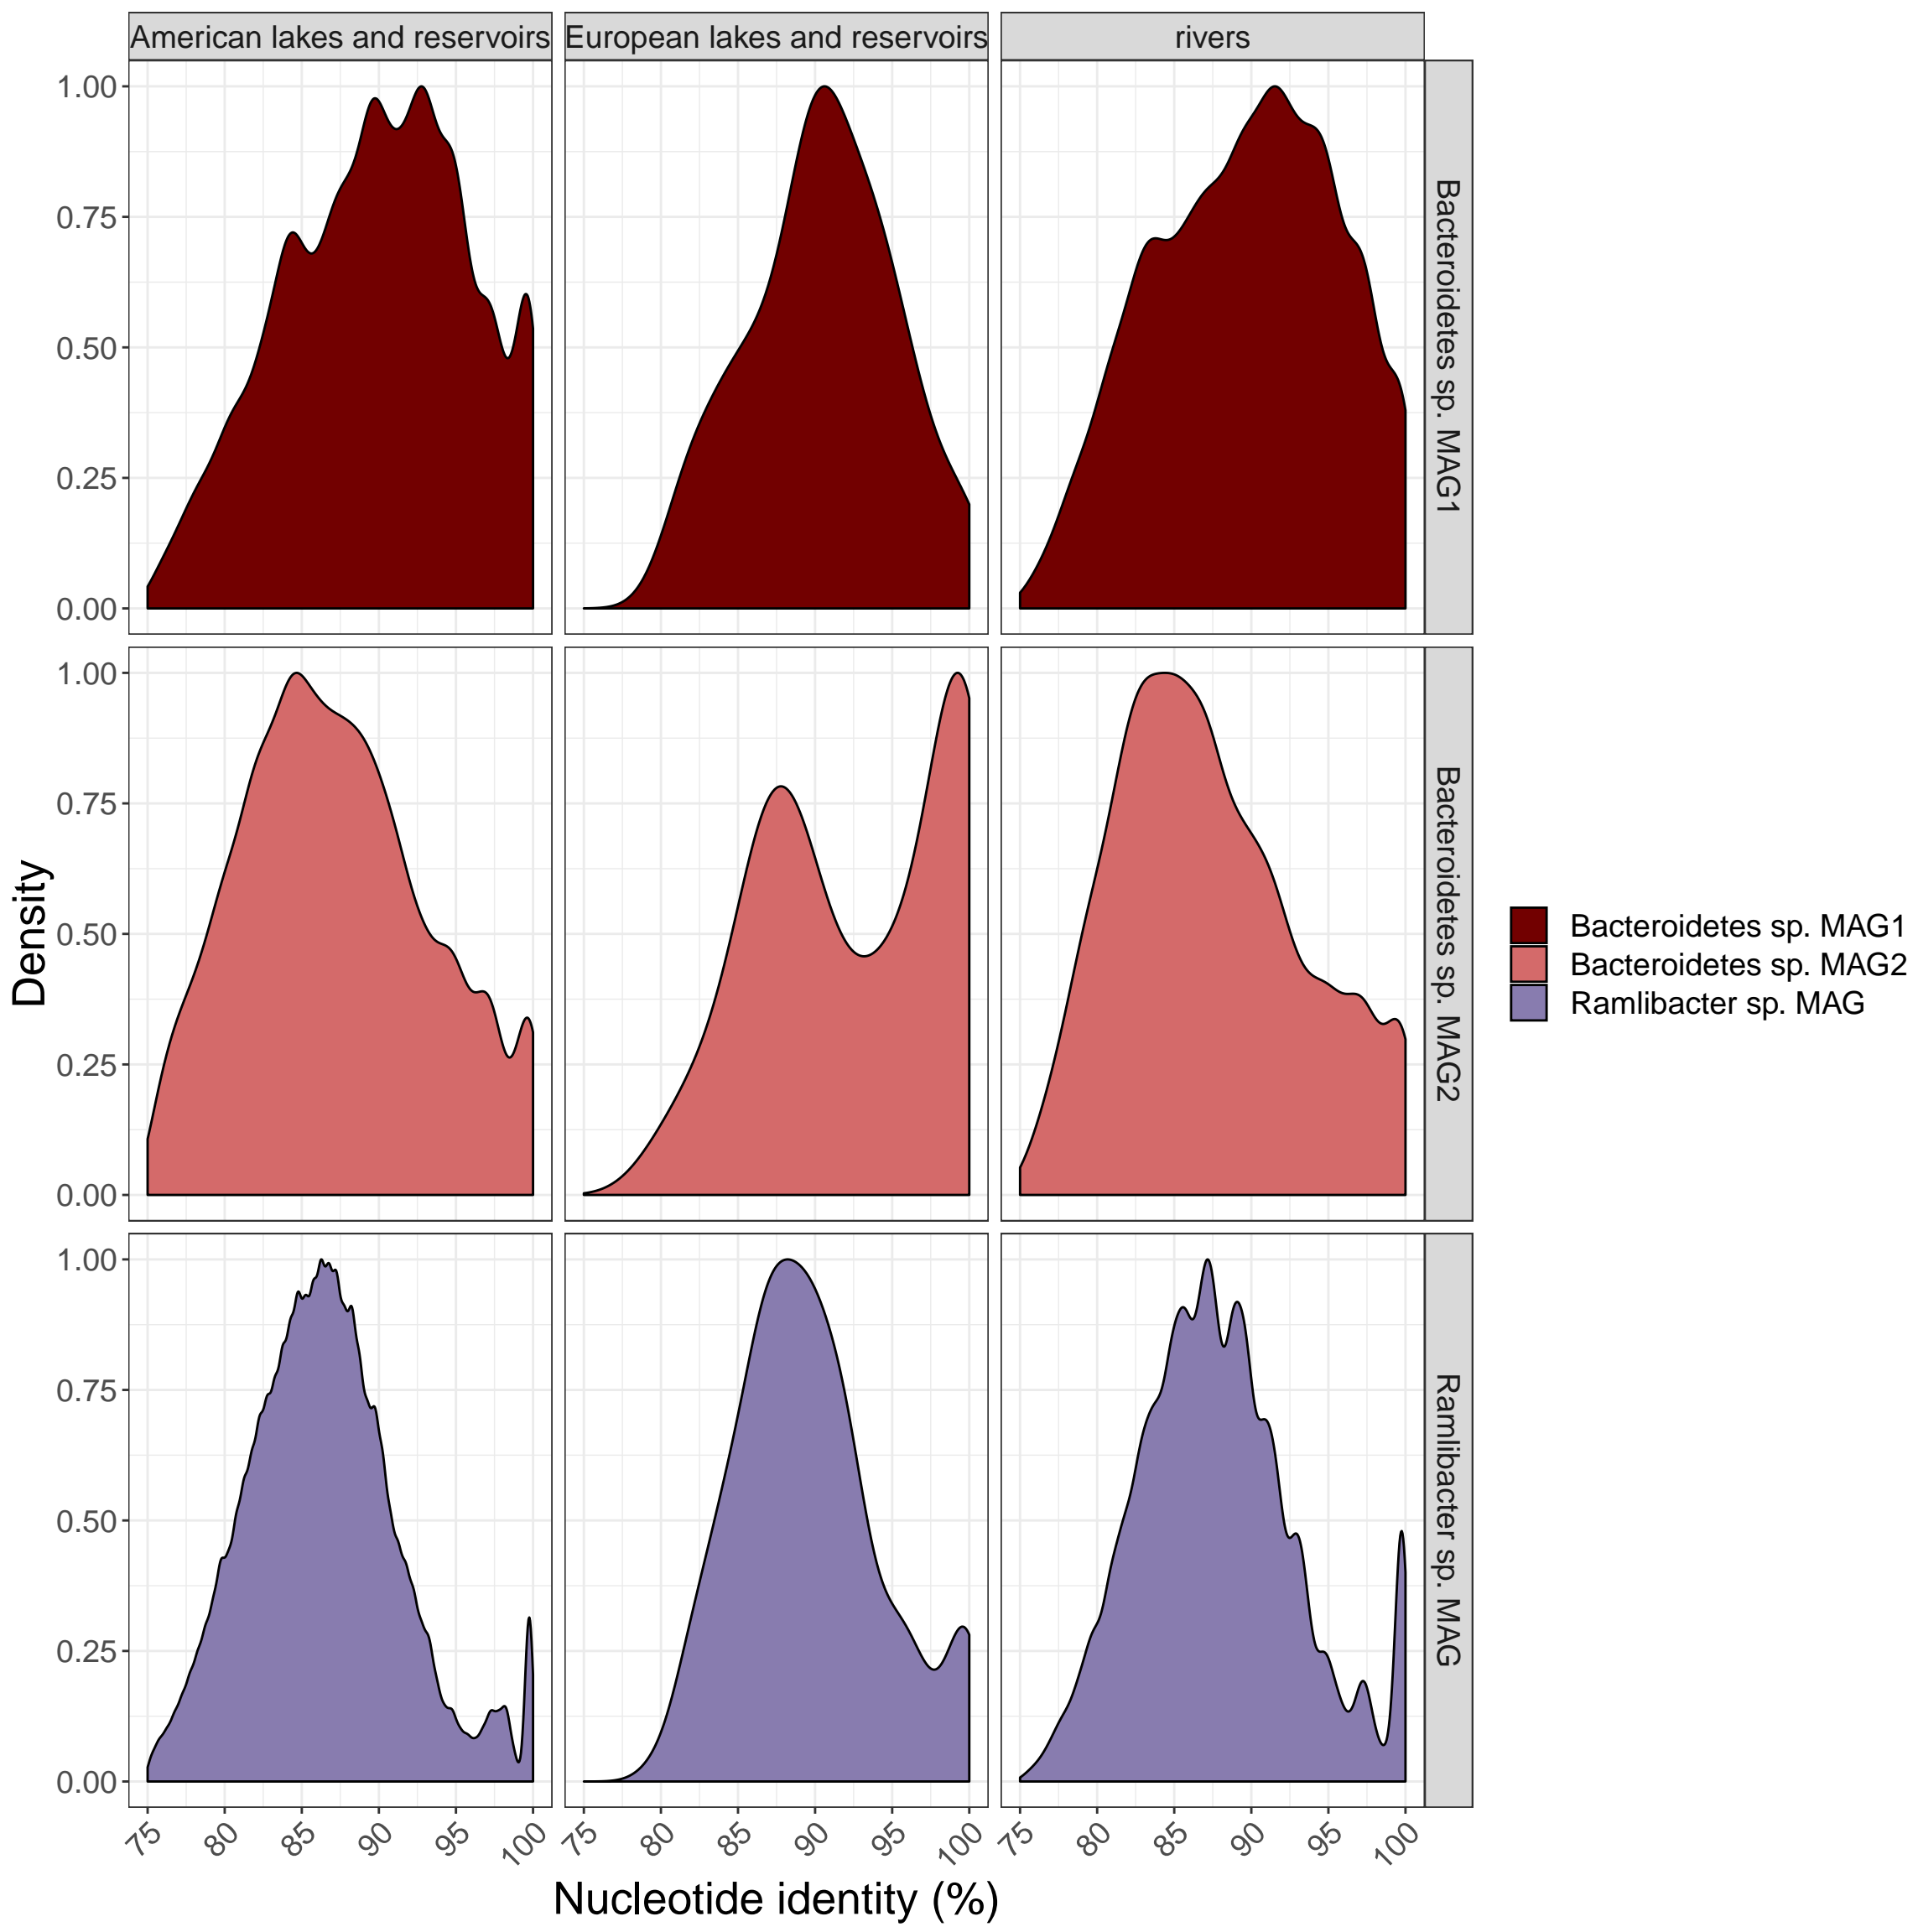 American lakes and reservoirs
European lakes and reservoirs
rivers
1.00
0.75
0.50
0.25
0.00
Bacteroidetes sp. MAG1
1.00
0.75
0.50
0.25
0.00
Bacteroidetes sp. MAG2
1.00
0.75
0.50
0.25
0.00
Ramlibacter sp. MAG
Density
75 80 85 90 95 100
75 80 85 90 95 100
75 80 85 90 95 100
Nucleotide identity (%)
Bacteroidetes sp. MAG1
Bacteroidetes sp. MAG2
Ramlibacter sp. MAG